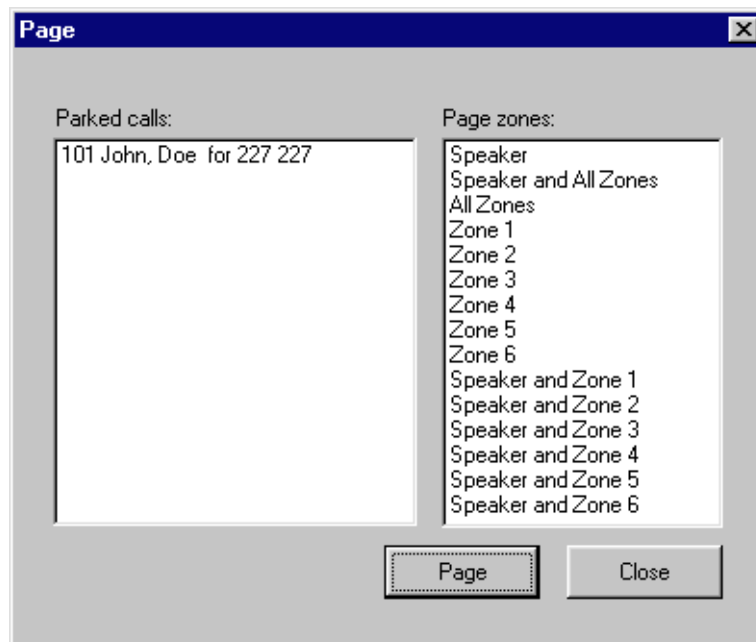 Page
Parked calls:
101 John, Doe  for 227 227
Page zones:
Speaker
Speaker and All Zones
All Zones
Zone 1
Zone 2
Zone 3
Zone 4
Zone 5
Zone 6
Speaker and Zone 1
Speaker and Zone 2
Speaker and Zone 3
Speaker and Zone 4
Speaker and Zone 5
Speaker and Zone 6
Page
Close